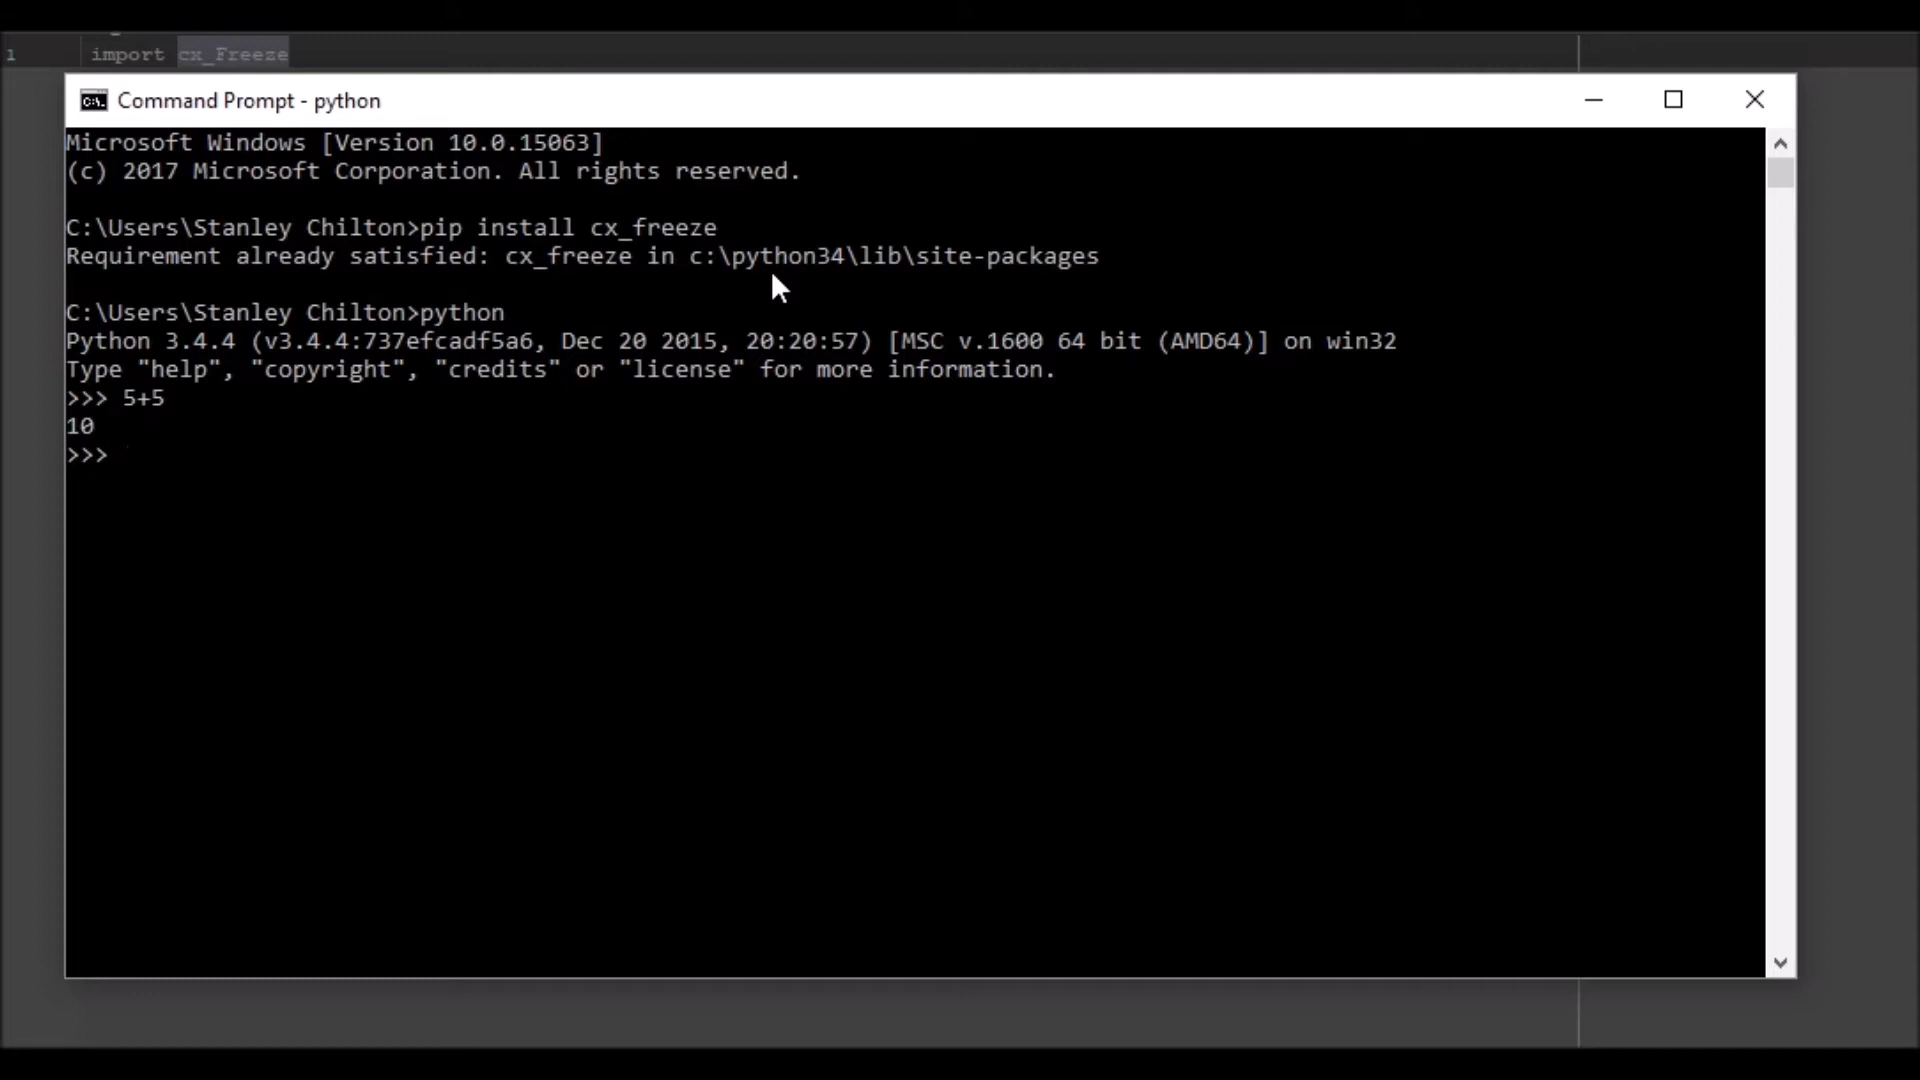 1 import cx_Freeze
Command Prompt - python
Microsoft Windows [Version 10.0.15063]
(c) 2017 Microsoft Corporation. All rights reserved.
C:\Users\Stanley Chilton>pip install cx_freeze
Requirement already satisfied: cx_freeze in c:\python34\lib\site-packages
C:\Users\Stanley Chilton>python
Python 3.4.4 (v3.4.4:737efcadf5a6, Dec 20 2015, 20:20:57) [MSC v.1600 64 bit (AMD64)] on win32
Type "help", "copyright", "credits" or "license" for more information.
>>> 5+5
10
>>>